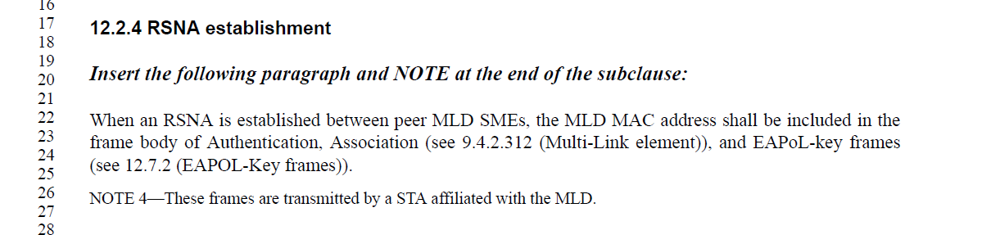 16
17 12.2.4 RSNA establishment
18
19
20 Insert the following paragraph and NOTE at the end of the subclause:
21
22 When an RSNA is established between peer MLD SMEs, the MLD MAC address shall be included in the
23 frame body of Authentication, Association (see 9.4.2.312 (Multi-Link element)), and EAPoL-key frames
24
25 (see 12.7.2 (EAPOL-Key frames)).
26 NOTE 4—These frames are transmitted by a STA affiliated with the MLD.
27
28